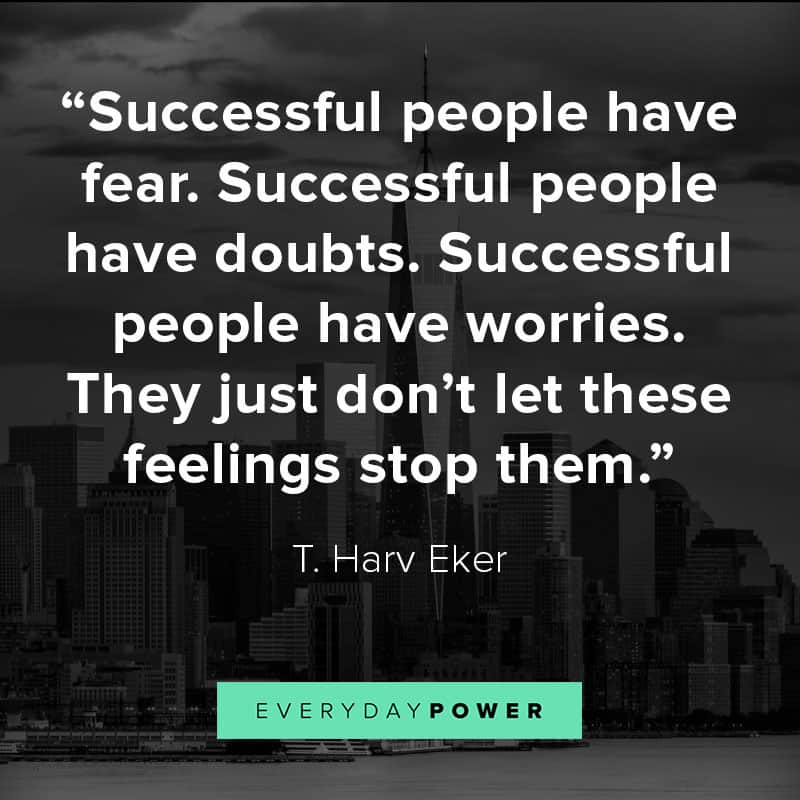 “Successful people have
fear. Successful people
have doubts. Successful
people have worries.
They just don’t let these
feelings stop them.”
T. Harv Eker
EVERYDAYPOWER